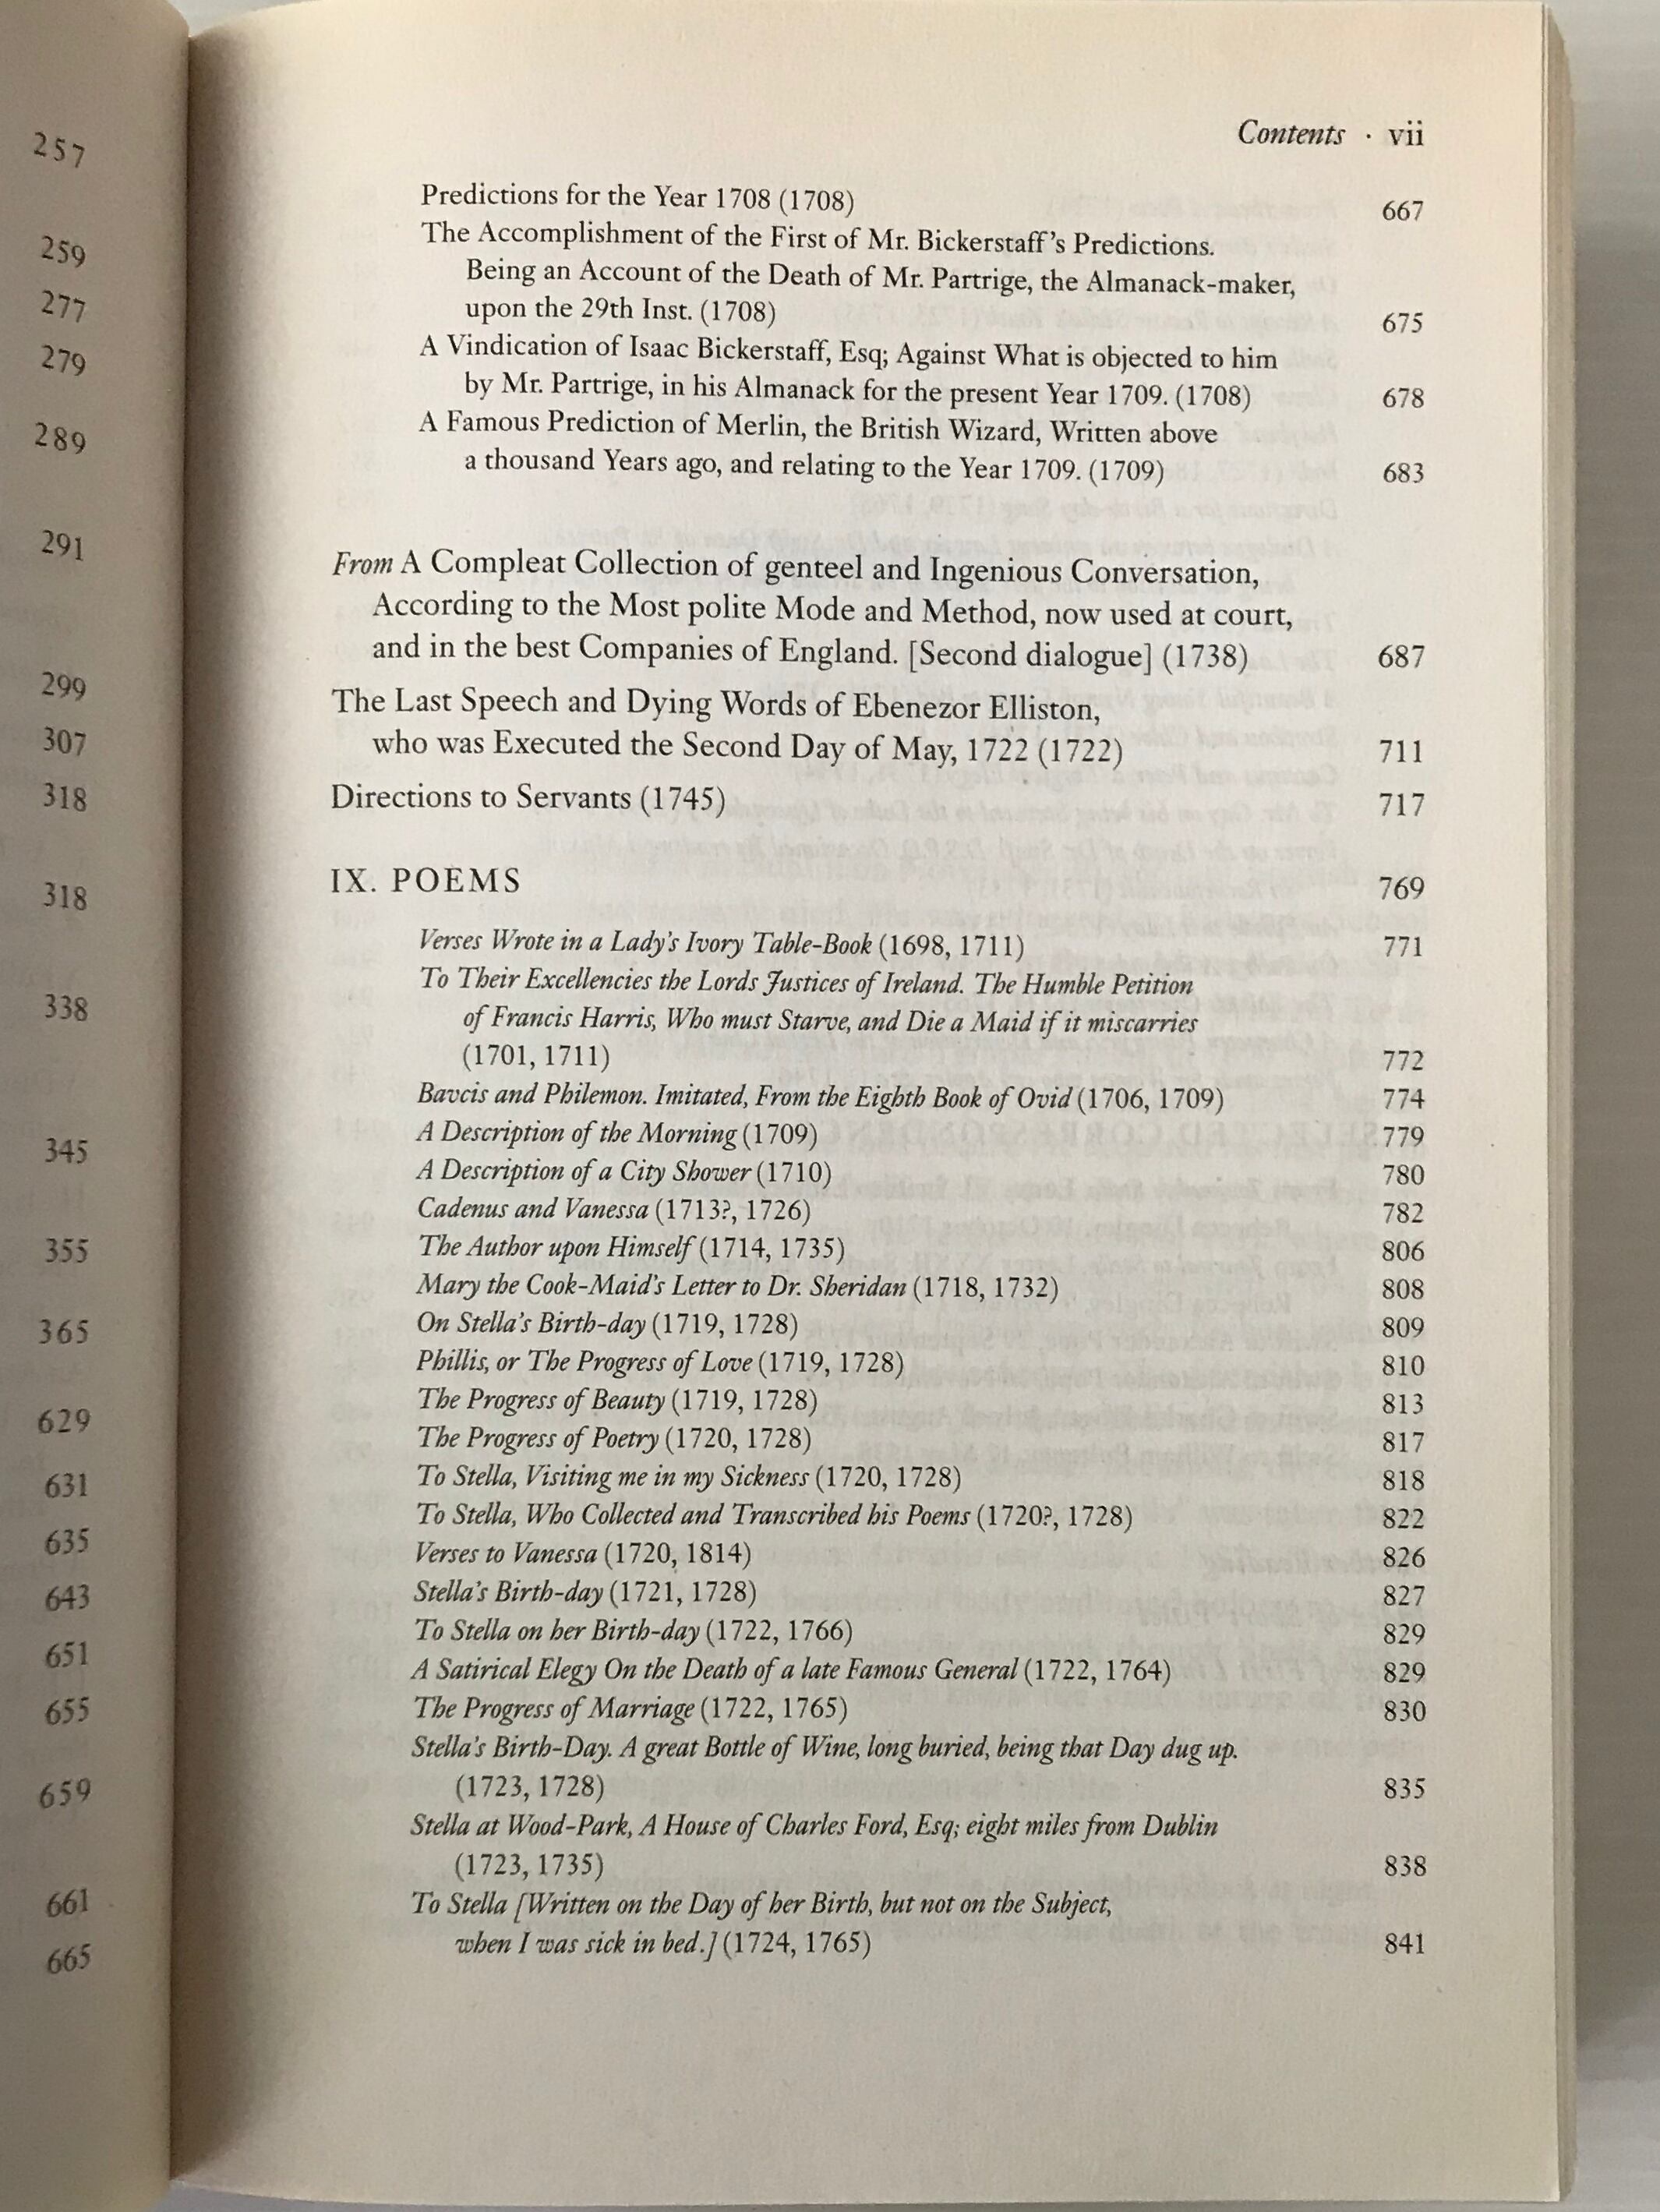 257
259
277
279
289
291
299
307
318
318
338
345
355
365
629
631
635
643
651
655
659
661
665
Contents · vii
Predictions for the Year 1708 (1708) 667
The Accomplishment of the First of Mr. Bickerstaff's Predictions.
Being an Account of the Death of Mr. Partrige, the Almanack-maker,
upon the 29th Inst. (1708) 675
A Vindication of Isaac Bickerstaff, Esq; Against What is objected to him
by Mr. Partrige, in his Almanack for the present Year 1709. (1708) 678
A Famous Prediction of Merlin, the British Wizard, Written above
a thousand Years ago, and relating to the Year 1709. (1709) 683
From A Compleat Collection of genteel and Ingenious Conversation,
According to the Most polite Mode and Method, now used at court,
and in the best Companies of England. [Second dialogue] (1738) 687
The Last Speech and Dying Words of Ebenezor Elliston,
who was Executed the Second Day of May, 1722 (1722) 711
Directions to Servants (1745) 717
IX. POEMS 769
Verses Wrote in a Lady's Ivory Table-Book (1698, 1711) 771
To Their Excellencies the Lords Justices of Ireland. The Humble Petition
of Francis Harris, Who must Starve, and Die a Maid if it miscarries
(1701, 1711) 772
Bavcis and Philemon. Imitated, From the Eighth Book of Ovid (1706, 1709) 774
A Description of the Morning (1709) 779
A Description of a City Shower (1710) 780
Cadenus and Vanessa (1713?, 1726) 782
The Author upon Himself (1714, 1735) 806
Mary the Cook-Maid's Letter to Dr. Sheridan (1718, 1732) 808
On Stella's Birth-day (1719, 1728) 809
Phillis, or The Progress of Love (1719, 1728) 810
The Progress of Beauty (1719, 1728) 813
The Progress of Poetry (1720, 1728) 817
To Stella, Visiting me in my Sickness (1720, 1728) 818
To Stella, Who Collected and Transcribed his Poems (1720?, 1728) 822
Verses to Vanessa (1720, 1814) 826
Stella's Birth-day (1721, 1728) 827
To Stella on her Birth-day (1722, 1766) 829
A Satirical Elegy On the Death of a late Famous General (1722, 1764) 829
The Progress of Marriage (1722, 1765) 830
Stella's Birth-Day. A great Bottle of Wine, long buried, being that Day dug up.
(1723, 1728) 835
Stella at Wood-Park, A House of Charles Ford, Esq; eight miles from Dublin
(1723, 1735) 838
To Stella [Written on the Day of her Birth, but not on the Subject,
when I was sick in bed.] (1724, 1765) 841